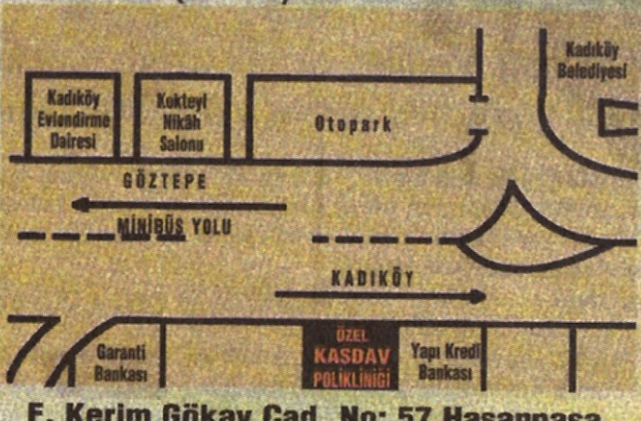 Kadıköy
Belediyesi
Kadıköy
Evlendirme
Dairesi
Kokteyl
Nikâh
Salonu
Otopark
GÖZTEPE
MİNİBÜS YOLU
KADIKÖY
Garanti
Bankası
ÖZEL
KASDAV
POLİKLİNİĞİ
Yapı Kredi
Bankası
F. Kerim Gökay Cad. No: 57 Hasanpaşa